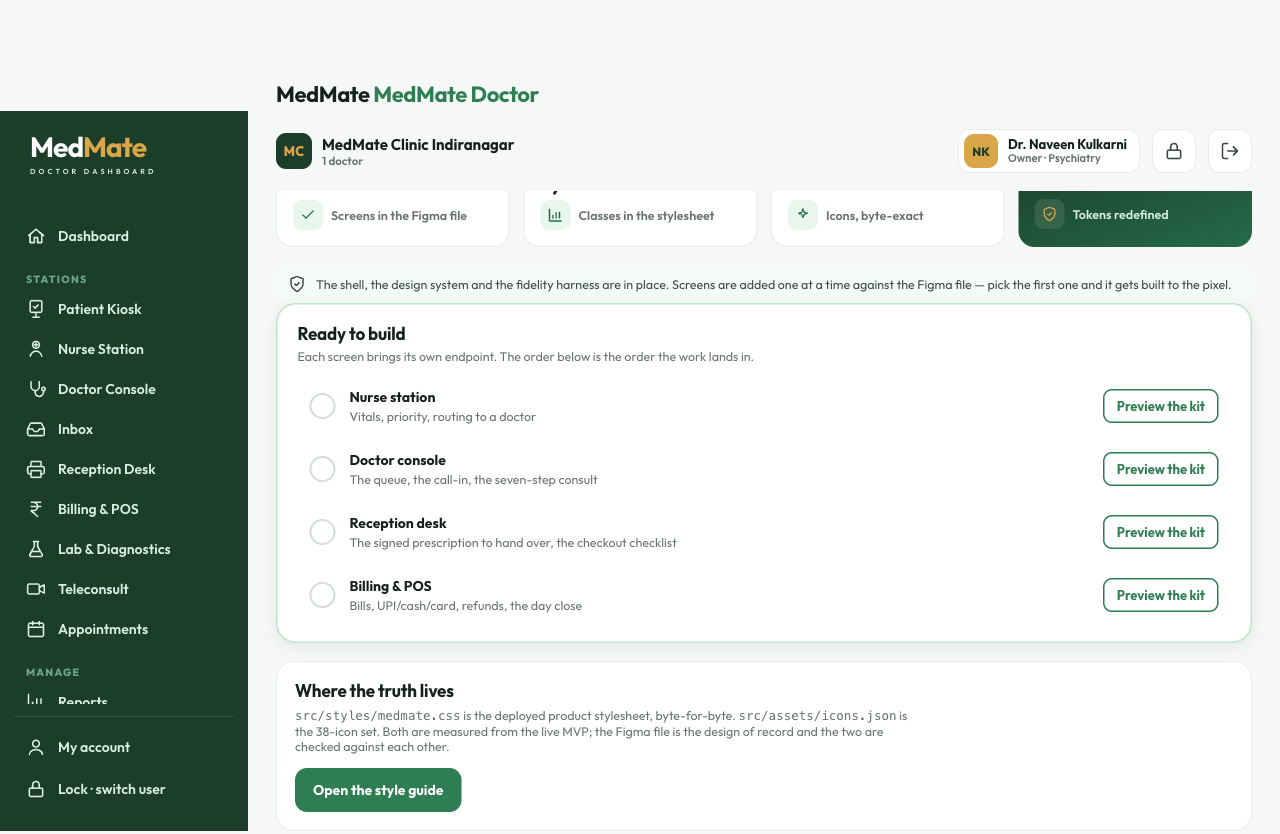 MedMate MedMate Doctor
MedMate
DOCTOR DASHBOARD
Dashboard
STATIONS
Patient Kiosk
Nurse Station
Doctor Console
Inbox
Reception Desk
Billing & POS
Lab & Diagnostics
Teleconsult
Appointments
MANAGE
Reports
My account
Lock · switch user
MC
MedMate Clinic Indiranagar
1 doctor
NK
Dr. Naveen Kulkarni
Owner · Psychiatry
Screens in the Figma file
Classes in the stylesheet
Icons, byte-exact
Tokens redefined
The shell, the design system and the fidelity harness are in place. Screens are added one at a time against the Figma file — pick the first one and it gets built to the pixel.
Ready to build
Each screen brings its own endpoint. The order below is the order the work lands in.
Nurse station
Vitals, priority, routing to a doctor
Preview the kit
Doctor console
The queue, the call-in, the seven-step consult
Preview the kit
Reception desk
The signed prescription to hand over, the checkout checklist
Preview the kit
Billing & POS
Bills, UPI/cash/card, refunds, the day close
Preview the kit
Where the truth lives
src/styles/medmate.css is the deployed product stylesheet, byte-for-byte. src/assets/icons.json is
the 38-icon set. Both are measured from the live MVP; the Figma file is the design of record and the two are
checked against each other.
Open the style guide